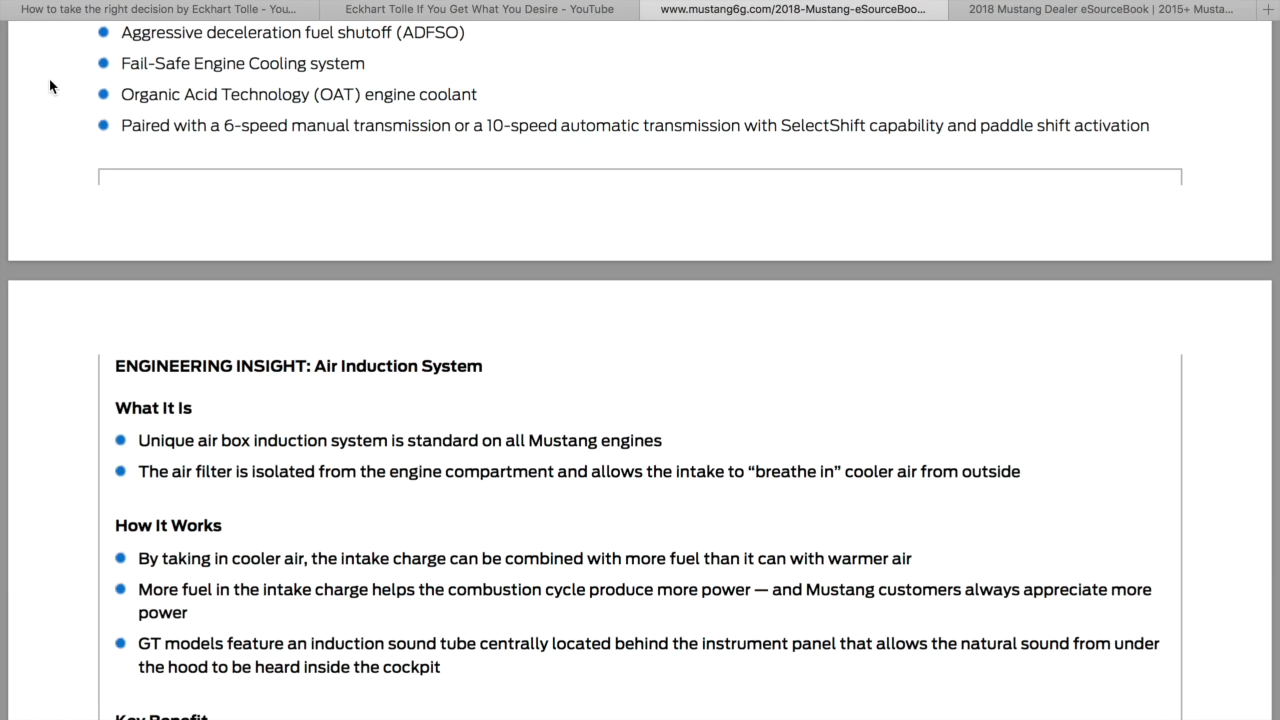 How to take the right decision by Eckhart Tolle - You...
Eckhart Tolle If You Get What You Desire - YouTube
www.mustang6g.com/2018-Mustang-eSourceBoo...
2018 Mustang Dealer eSourceBook | 2015+ Musta...
Aggressive deceleration fuel shutoff (ADFSO)
Fail-Safe Engine Cooling system
Organic Acid Technology (OAT) engine coolant
Paired with a 6-speed manual transmission or a 10-speed automatic transmission with SelectShift capability and paddle shift activation
ENGINEERING INSIGHT: Air Induction System
What It Is
Unique air box induction system is standard on all Mustang engines
The air filter is isolated from the engine compartment and allows the intake to “breathe in” cooler air from outside
How It Works
By taking in cooler air, the intake charge can be combined with more fuel than it can with warmer air
More fuel in the intake charge helps the combustion cycle produce more power — and Mustang customers always appreciate more
power
GT models feature an induction sound tube centrally located behind the instrument panel that allows the natural sound from under
the hood to be heard inside the cockpit
Key Benefit